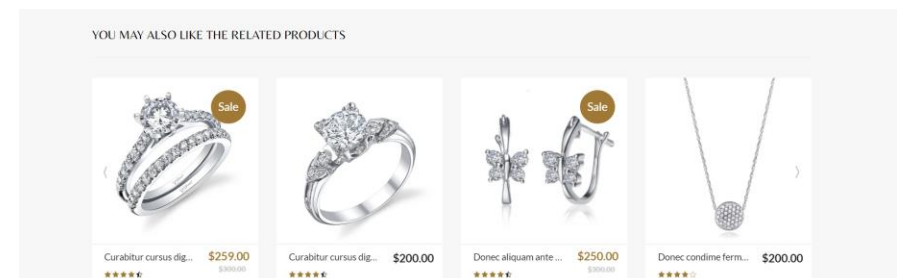 YOU MAY ALSO LIKE THE RELATED PRODUCTS
Sale
Sale
Curabitur cursus dig... $259.00
$300.00
Curabitur cursus dig... $200.00
Donec aliquam ante ... $250.00
$300.00
Donec condime ferm... $200.00